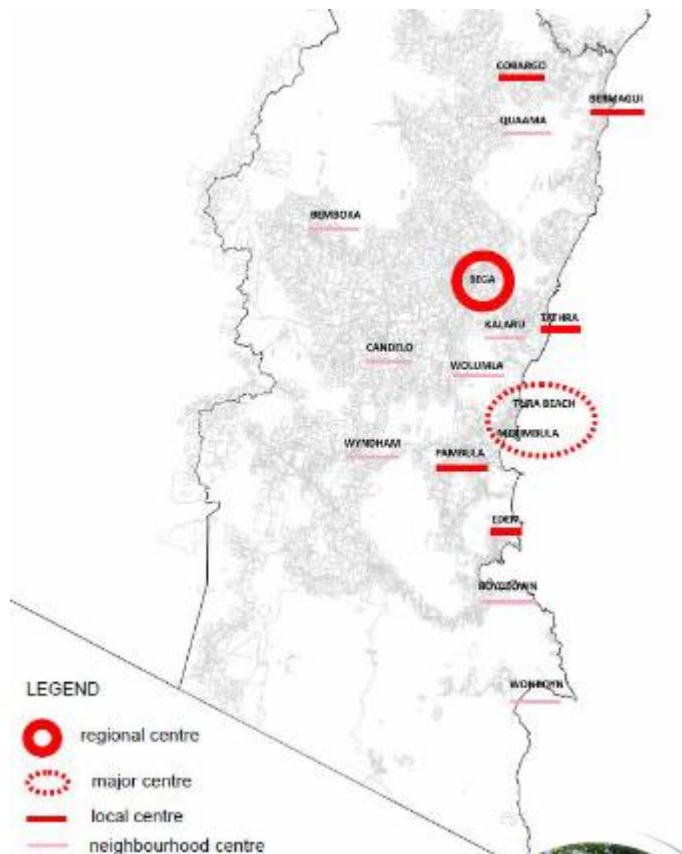 COBARGO
BERMAGUI
QUAAMA
BEMBOKA
BEGA
KALARU
TATHRA
CANDELO
WOLUMLA
TURA BEACH
MERIMBULA
WYNDHAM
PAMBULA
EDEN
BOYDTOWN
WONBOYN
LEGEND
regional centre
major centre
local centre
neighbourhood centre